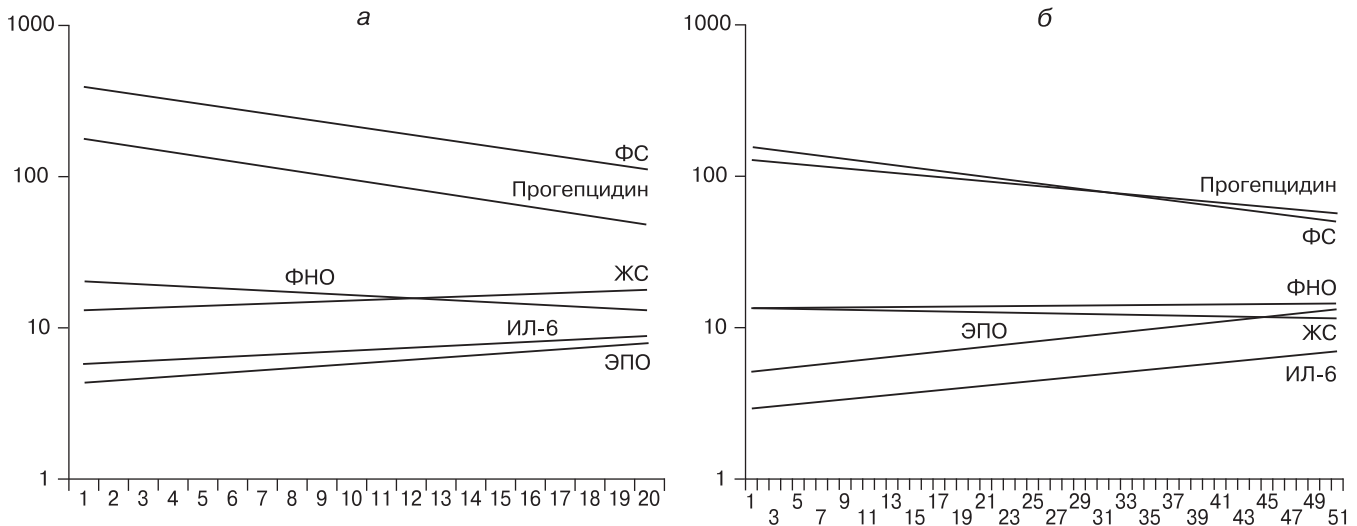 а
1000
100
10
1
ФС
Прогепцидин
ФНО
ЖС
ИЛ-6
ЭПО
1 2 3 4 5 6 7 8 9 10 11 12 13 14 15 16 17 18 19 20
б
1000
100
10
1
Прогепцидин
ФС
ФНО
ЭПО
ЖС
ИЛ-6
1 5 9 13 17 21 25 29 33 37 41 45 49
3 7 11 15 19 23 27 31 35 39 43 47 51